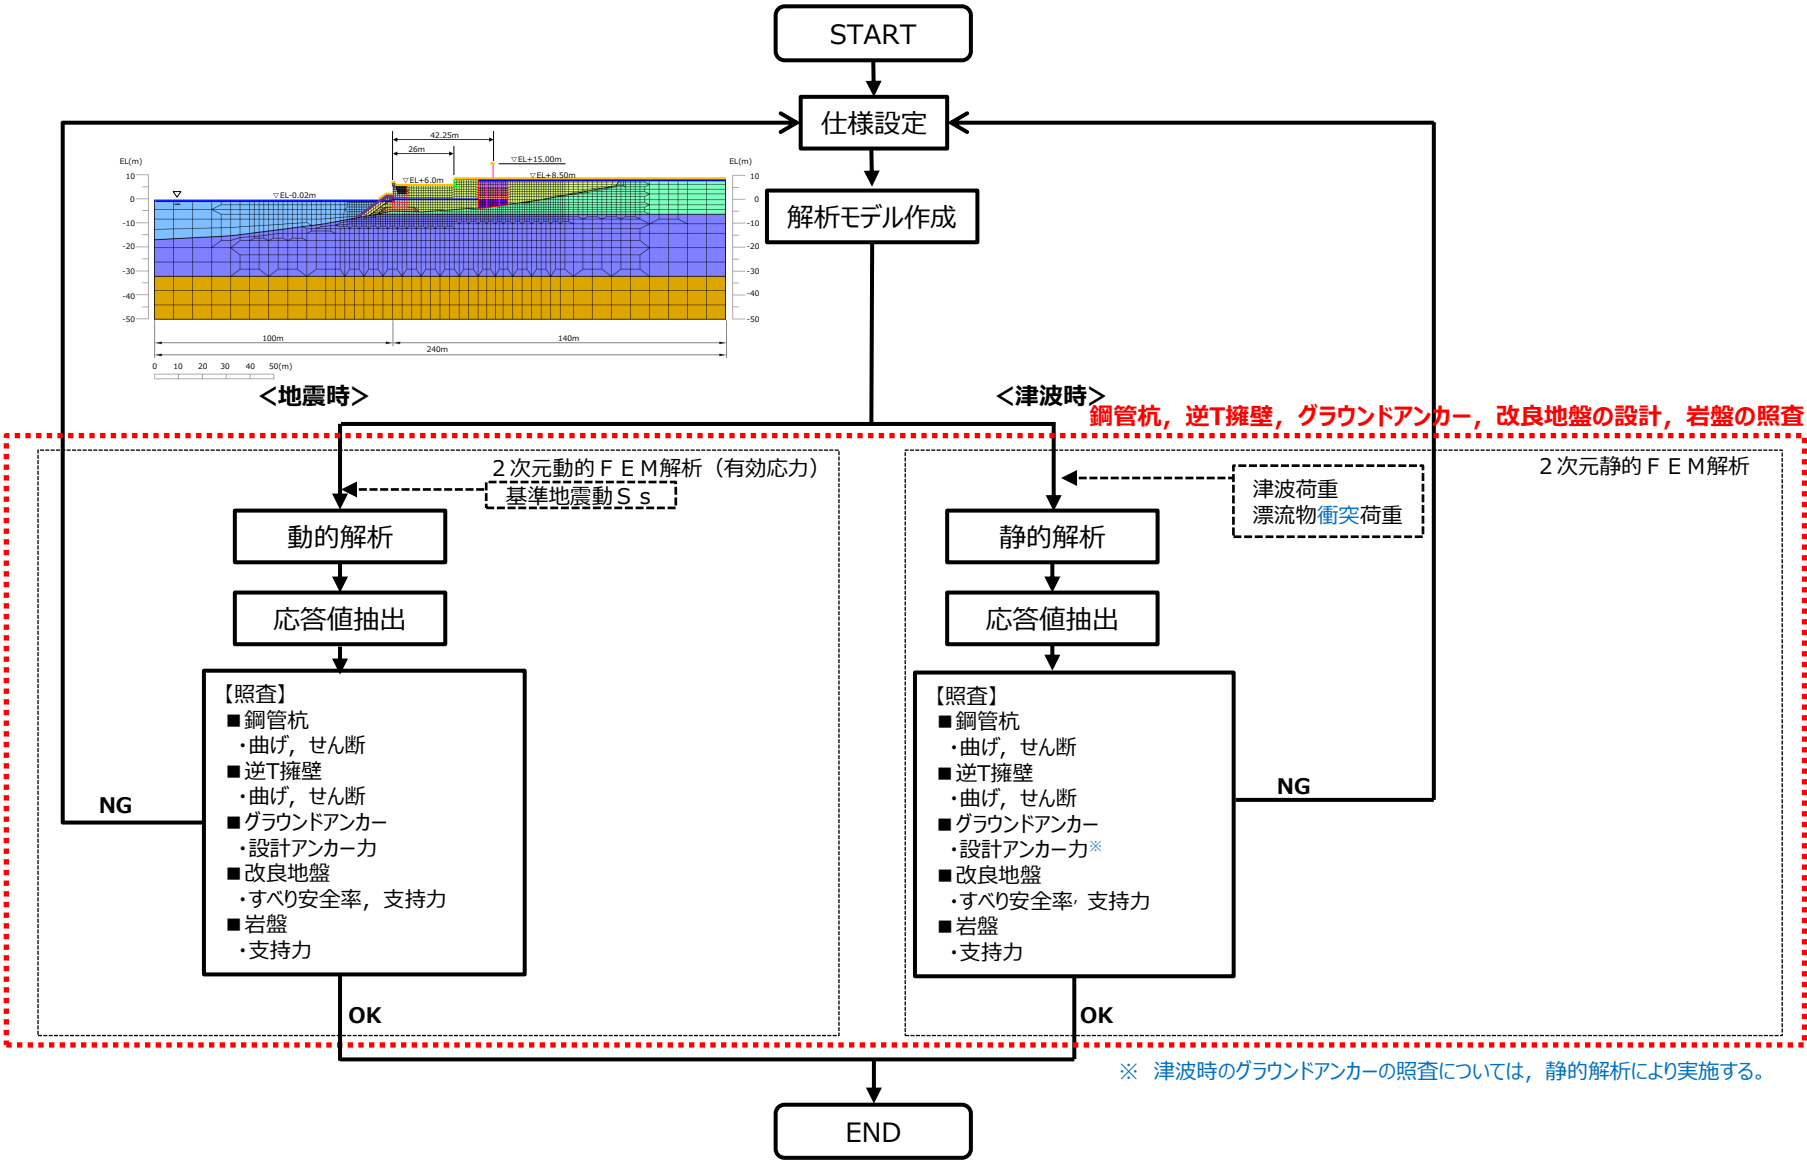 START
仕様設定
解析モデル作成
42.25m
26m
▽EL+15.00m
EL(m)
EL(m)
▽EL+6.0m
▽EL+8.50m
▽EL-0.02m
10
0
-10
-20
-30
-40
-50
10
0
-10
-20
-30
-40
-50
100m
140m
240m
0 10 20 30 40 50(m)
＜地震時＞
＜津波時＞
鋼管杭，逆T擁壁，グラウンドアンカー，改良地盤の設計，岩盤の照査
２次元動的ＦＥＭ解析（有効応力）
基準地震動Ｓｓ
動的解析
応答値抽出
【照査】
■鋼管杭
・曲げ，せん断
■逆T擁壁
・曲げ，せん断
■グラウンドアンカー
・設計アンカー力
■改良地盤
・すべり安全率，支持力
■岩盤
・支持力
NG
OK
２次元静的ＦＥＭ解析
津波荷重
漂流物衝突荷重
静的解析
応答値抽出
【照査】
■鋼管杭
・曲げ，せん断
■逆T擁壁
・曲げ，せん断
■グラウンドアンカー
・設計アンカー力※
■改良地盤
・すべり安全率，支持力
■岩盤
・支持力
NG
OK
※　津波時のグラウンドアンカーの照査については，静的解析により実施する。
END